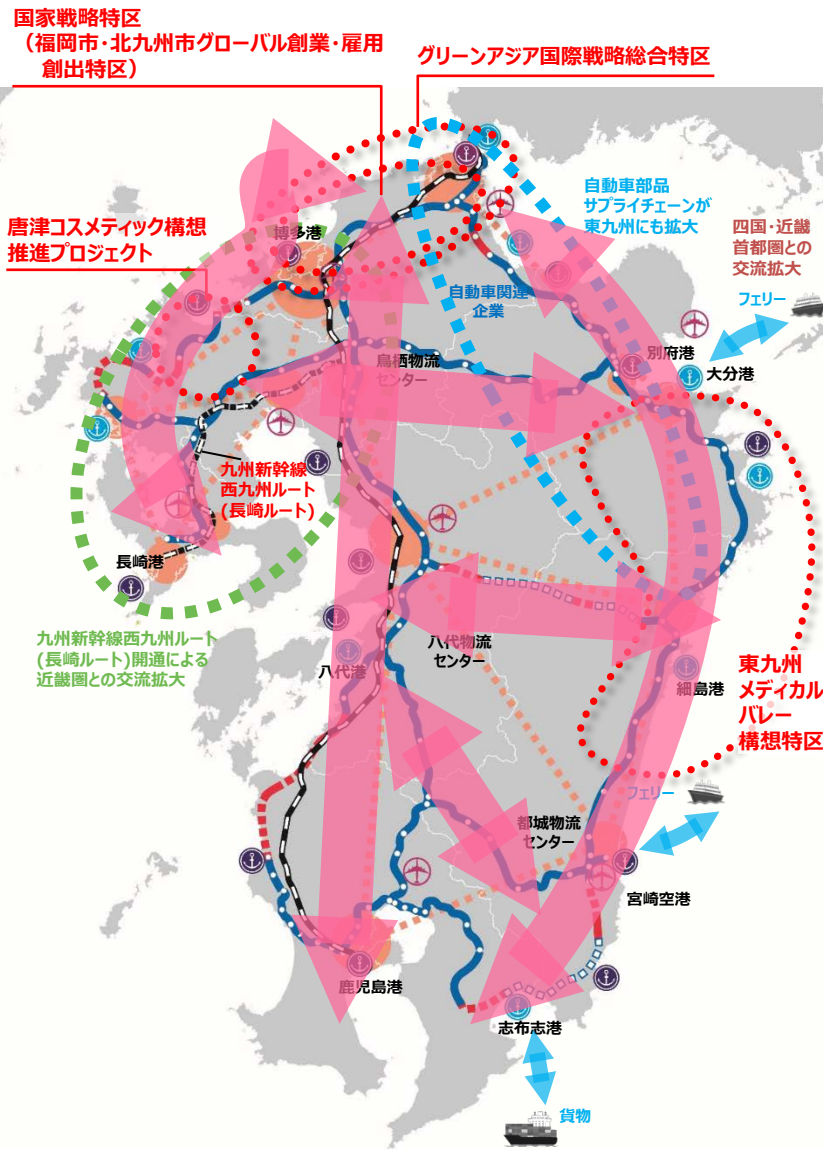 国家戦略特区
（福岡市・北九州市グローバル創業・雇用
創出特区）
グリーンアジア国際戦略総合特区
自動車部品
サプライチェーンが
東九州にも拡大
四国・近畿
首都圏との
交流拡大
唐津コスメティック構想
推進プロジェクト
博多港
自動車関連
企業
フェリー
鳥栖物流
センター
別府港
大分港
九州新幹線
西九州ルート
(長崎ルート)
長崎港
九州新幹線西九州ルート
(長崎ルート)開通による
近畿圏との交流拡大
八代港
八代物流
センター
細島港
東九州
メディカル
バレー
構想特区
フェリー
都城物流
センター
宮崎空港
鹿児島港
志布志港
貨物